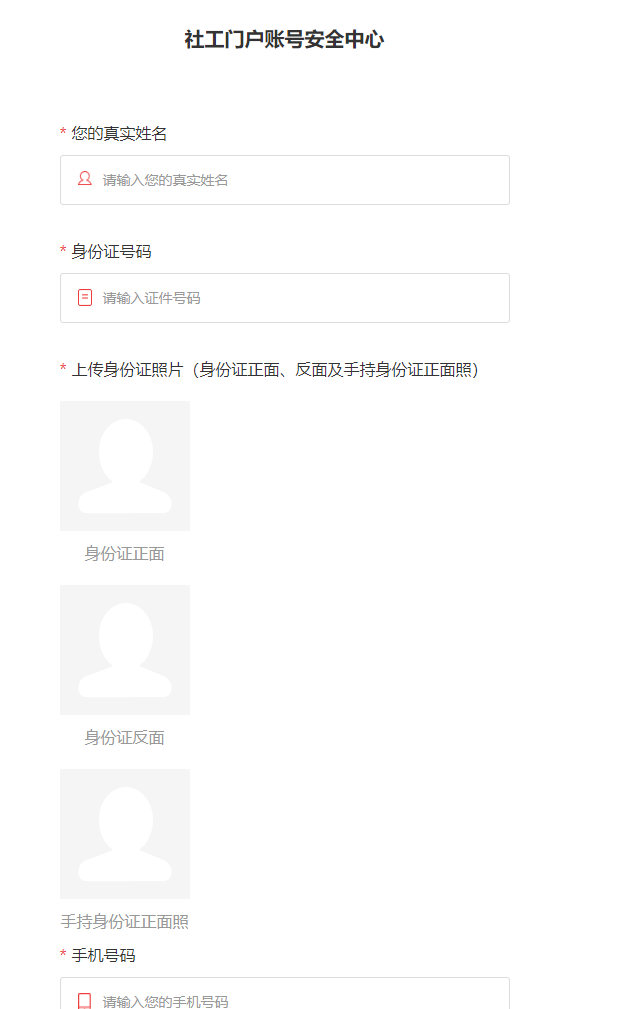 社工门户账号安全中心
* 您的真实姓名
请输入您的真实姓名
* 身份证号码
请输入证件号码
* 上传身份证照片（身份证正面、反面及手持身份证正面照）
身份证正面
身份证反面
手持身份证正面照
* 手机号码
请输入您的手机号码